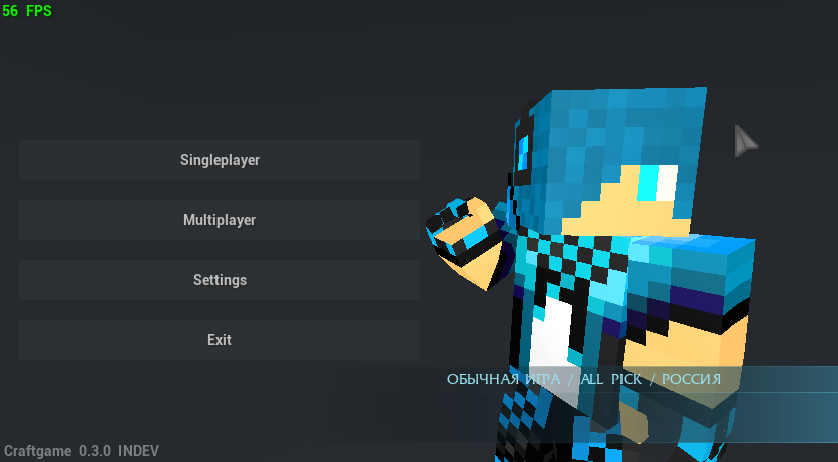 56 FPS
Singleplayer
Multiplayer
Settings
Exit
ОБЫЧНАЯ ИГРА / ALL PICK / РОССИЯ
Craftgame 0.3.0 INDEV